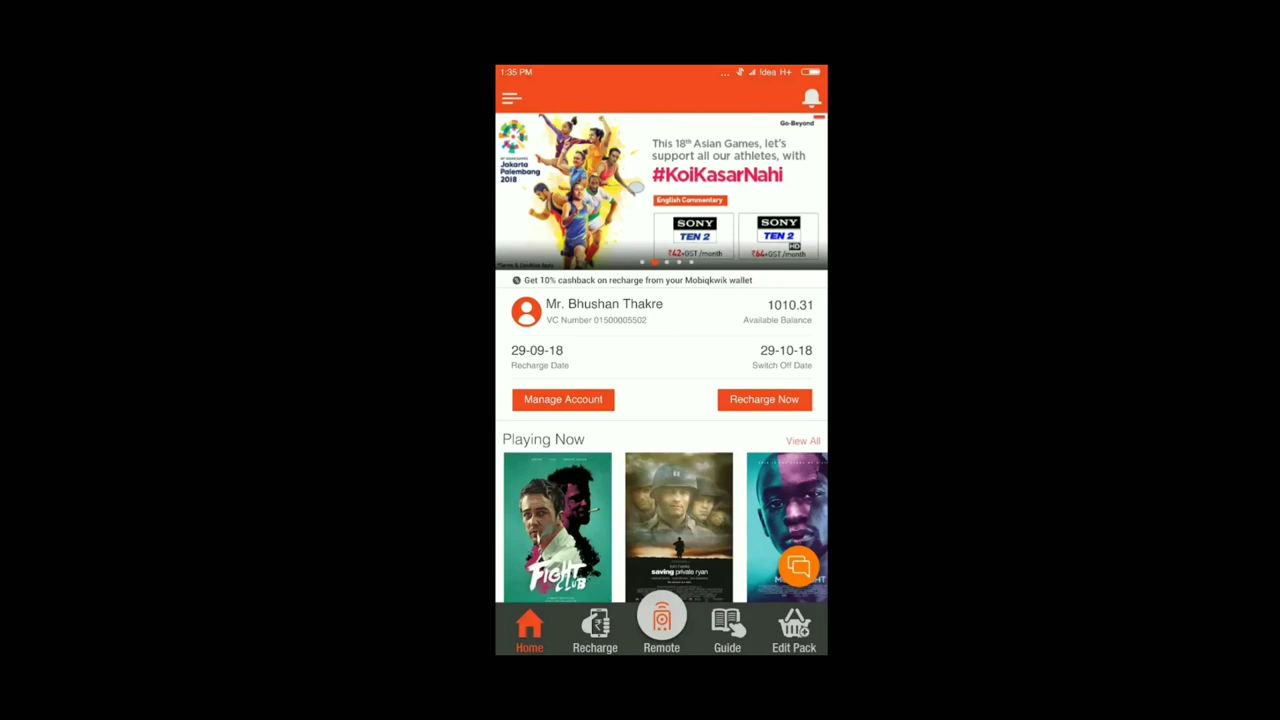 1:35 PM
... !dea H+
Go-Beyond
Jakarta
Palembang
2018
This 18th Asian Games, let's
support all our athletes, with
#KoiKasarNahi
English Commentary
SONY
TEN 2
₹42+GST /month
SONY
TEN 2
HD
₹64+GST /month
Get 10% cashback on recharge from your Mobiqkwik wallet
Mr. Bhushan Thakre
VC Number 01500005502
1010.31
Available Balance
29-09-18
Recharge Date
29-10-18
Switch Off Date
Manage Account
Recharge Now
Playing Now
View All
FIGHT
CLUB
tom hanks
saving private ryan
Home
Recharge
Remote
Guide
Edit Pack